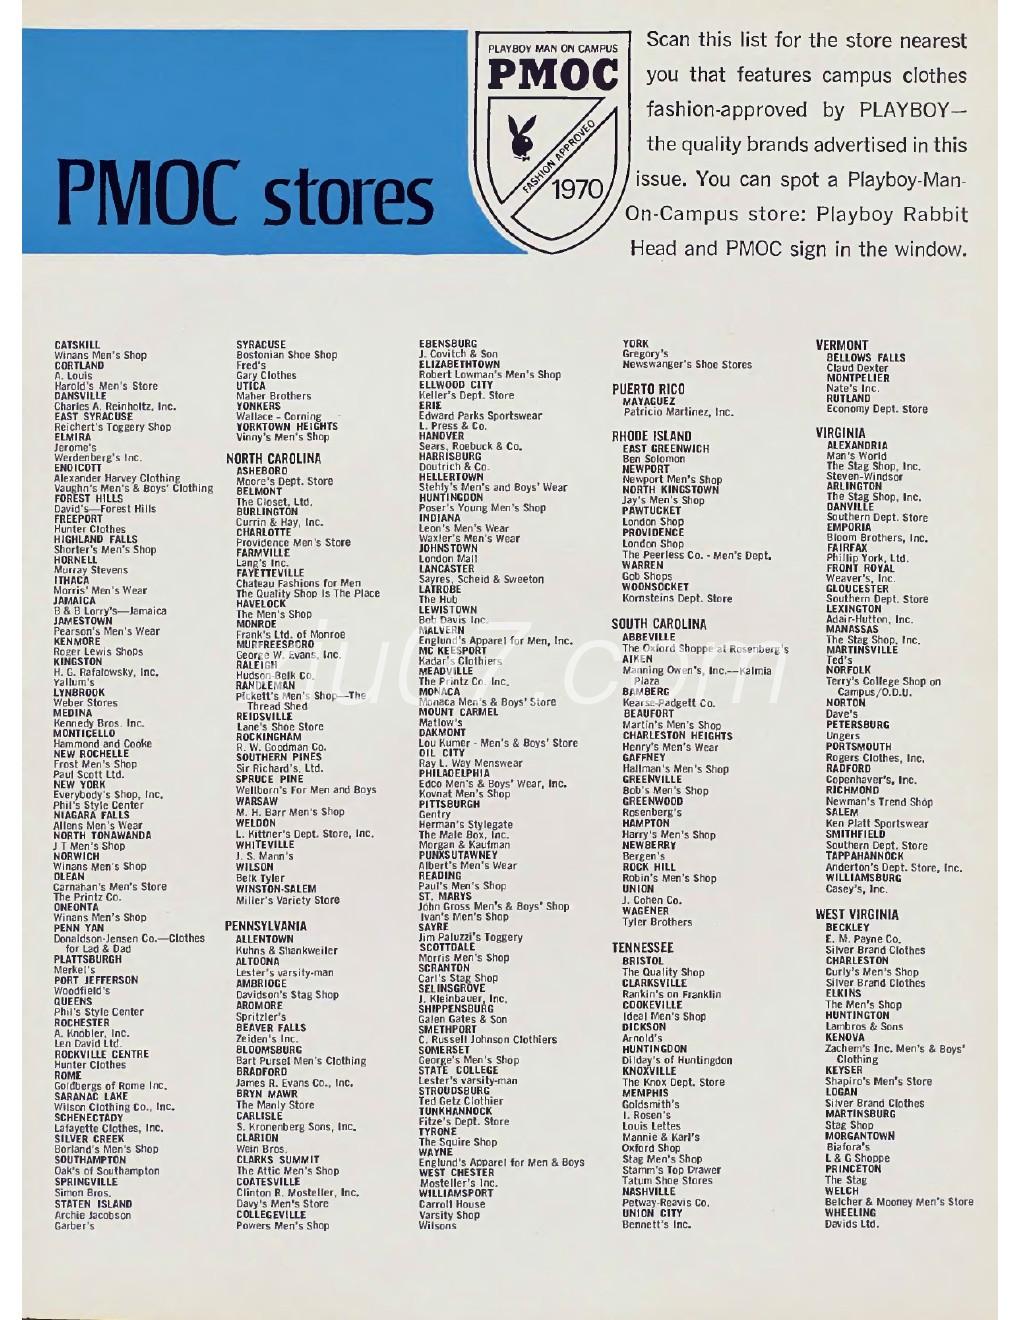 PMOC stores
PLAYBOY MAN ON CAMPUS
PMOC
FASHION APPROVED
1970
Scan this list for the store nearest
you that features campus clothes
fashion-approved by PLAYBOY—
the quality brands advertised in this
issue. You can spot a Playboy-Man-
On-Campus store: Playboy Rabbit
Head and PMOC sign in the window.
CATSKILL
Winans Men's Shop
CORTLAND
A. Louis
Harold's Men's Store
DANSVILLE
Charles A. Reinholtz, Inc.
EAST SYRACUSE
Reichert's Toggery Shop
ELMIRA
Jerome's
Werdenberg's Inc.
ENDICOTT
Alexander Harvey Clothing
Vaughn's Men's & Boys' Clothing
FOREST HILLS
David's—Forest Hills
FREEPORT
Hunter Clothes
HIGHLAND FALLS
Shorter's Men's Shop
HORNELL
Murray Stevens
ITHACA
Morris' Men's Wear
JAMAICA
B & B Lorry's—Jamaica
JAMESTOWN
Pearson's Men's Wear
KENMORE
Roger Lewis Shops
KINGSTON
H. G. Rafalowsky, Inc.
Yallum's
LYNBROOK
Weber Stores
MEDINA
Kennedy Bros. Inc.
MONTICELLO
Hammond and Cooke
NEW ROCHELLE
Frost Men's Shop
Paul Scott Ltd.
NEW YORK
Everybody's Shop, Inc.
Phil's Style Center
NIAGARA FALLS
Allens Men's Wear
NORTH TONAWANDA
J T Men's Shop
NORWICH
Winans Men's Shop
OLEAN
Carnahan's Men's Store
The Printz Co.
ONEONTA
Winans Men's Shop
PENN YAN
Donaldson-Jensen Co.—Clothes
for Lad & Dad
PLATTSBURGH
Merkel's
PORT JEFFERSON
Woodfield's
QUEENS
Phil's Style Center
ROCHESTER
A. Knobler, Inc.
Len David Ltd.
ROCKVILLE CENTRE
Hunter Clothes
ROME
Goldbergs of Rome Inc.
SARANAC LAKE
Wilson Clothing Co., Inc.
SCHENECTADY
Lafayette Clothes, Inc.
SILVER CREEK
Borland's Men's Shop
SOUTHAMPTON
Oak's of Southampton
SPRINGVILLE
Simon Bros.
STATEN ISLAND
Archie Jacobson
Garber's
SYRACUSE
Bostonian Shoe Shop
Fred's
Gary Clothes
UTICA
Maher Brothers
YONKERS
Wallace - Corning
YORKTOWN HEIGHTS
Vinny's Men's Shop
NORTH CAROLINA
ASHEBORO
Moore's Dept. Store
BELMONT
The Closet, Ltd.
BURLINGTON
Currin & Hay, Inc.
CHARLOTTE
Providence Men's Store
FARMVILLE
Lang's Inc.
FAYETTEVILLE
Chateau Fashions for Men
The Quality Shop Is The Place
HAVELOCK
The Men's Shop
MONROE
Frank's Ltd. of Monroe
MURFREESBORO
George W. Evans, Inc.
RALEIGH
Hudson-Belk Co.
RANDLEMAN
Pickett's Men's Shop—The
Thread Shed
REIDSVILLE
Lane's Shoe Store
ROCKINGHAM
R. W. Goodman Co.
SOUTHERN PINES
Sir Richard's, Ltd.
SPRUCE PINE
Wellborn's For Men and Boys
WARSAW
M. H. Barr Men's Shop
WELDON
L. Kittner's Dept. Store, Inc.
WHITEVILLE
J. S. Mann's
WILSON
Belk Tyler
WINSTON-SALEM
Miller's Variety Store
PENNSYLVANIA
ALLENTOWN
Kuhns & Shankweiler
ALTOONA
Lester's varsity-man
AMBRIDGE
Davidson's Stag Shop
ARDMORE
Spritzler's
BEAVER FALLS
Zeiden's Inc.
BLOOMSBURG
Bart Pursel Men's Clothing
BRADFORD
James R. Evans Co., Inc.
BRYN MAWR
The Manly Store
CARLISLE
S. Kronenberg Sons, Inc.
CLARION
Wein Bros.
CLARKS SUMMIT
The Attic Men's Shop
COATESVILLE
Clinton R. Mosteller, Inc.
Davy's Men's Store
COLLEGEVILLE
Powers Men's Shop
EBENSBURG
J. Covitch & Son
ELIZABETHTOWN
Robert Lowman's Men's Shop
ELLWOOD CITY
Keller's Dept. Store
ERIE
Edward Parks Sportswear
L. Press & Co.
HANOVER
Sears, Roebuck & Co.
HARRISBURG
Doutrich & Co.
HELLERTOWN
Stehly's Men's and Boys' Wear
HUNTINGDON
Poser's Young Men's Shop
INDIANA
Leon's Men's Wear
Waxler's Men's Wear
JOHNSTOWN
London Mall
LANCASTER
Sayres, Scheid & Sweeton
LATROBE
The Hub
LEWISTOWN
Bob Davis Inc.
MALVERN
Englund's Apparel for Men, Inc.
MC KEESPORT
Kadar's Clothiers
MEADVILLE
The Printz Co. Inc.
MONACA
Monaca Men's & Boys' Store
MOUNT CARMEL
Matlow's
OAKMONT
Lou Kumer - Men's & Boys' Store
OIL CITY
Ray L. Way Menswear
PHILADELPHIA
Edco Men's & Boys' Wear, Inc.
Kovnat Men's Shop
PITTSBURGH
Gentry
Herman's Stylegate
The Male Box, Inc.
Morgan & Kaufman
PUNXSUTAWNEY
Albert's Men's Wear
READING
Paul's Men's Shop
ST. MARYS
John Gross Men's & Boys' Shop
Ivan's Men's Shop
SAYRE
Jim Paluzzi's Toggery
SCOTTDALE
Morris Men's Shop
SCRANTON
Carl's Stag Shop
SELINSGROVE
J. Kleinbauer, Inc.
SHIPPENSBURG
Galen Gates & Son
SMETHPORT
C. Russell Johnson Clothiers
SOMERSET
George's Men's Shop
STATE COLLEGE
Lester's varsity-man
STROUDSBURG
Ted Getz Clothier
TUNKHANNOCK
Fitze's Dept. Store
TYRONE
The Squire Shop
WAYNE
Englund's Apparel for Men & Boys
WEST CHESTER
Mosteller's Inc.
WILLIAMSPORT
Carroll House
Varsity Shop
Wilsons
YORK
Gregory's
Newswanger's Shoe Stores
PUERTO RICO
MAYAGUEZ
Patricio Martinez, Inc.
RHODE ISLAND
EAST GREENWICH
Ben Solomon
NEWPORT
Newport Men's Shop
NORTH KINGSTOWN
Jay's Men's Shop
PAWTUCKET
London Shop
PROVIDENCE
London Shop
The Peerless Co. - Men's Dept.
WARREN
Gob Shops
WOONSOCKET
Kornsteins Dept. Store
SOUTH CAROLINA
ABBEVILLE
The Oxford Shoppe at Rosenberg's
AIKEN
Manning Owen's, Inc.—Kalmia
Plaza
BAMBERG
Kearse-Padgett Co.
BEAUFORT
Martin's Men's Shop
CHARLESTON HEIGHTS
Henry's Men's Wear
GAFFNEY
Hallman's Men's Shop
GREENVILLE
Bob's Men's Shop
GREENWOOD
Rosenberg's
HAMPTON
Harry's Men's Shop
NEWBERRY
Bergen's
ROCK HILL
Robin's Men's Shop
UNION
J. Cohen Co.
WAGENER
Tyler Brothers
TENNESSEE
BRISTOL
The Quality Shop
CLARKSVILLE
Rankin's on Franklin
COOKEVILLE
Ideal Men's Shop
DICKSON
Arnold's
HUNTINGDON
Dilday's of Huntingdon
KNOXVILLE
The Knox Dept. Store
MEMPHIS
Goldsmith's
I. Rosen's
Louis Lettes
Mannie & Karl's
Oxford Shop
Stag Men's Shop
Stamm's Top Drawer
Tatum Shoe Stores
NASHVILLE
Petway-Reavis Co.
UNION CITY
Bennett's Inc.
VERMONT
BELLOWS FALLS
Claud Dexter
MONTPELIER
Nate's Inc.
RUTLAND
Economy Dept. Store
VIRGINIA
ALEXANDRIA
Man's World
The Stag Shop, Inc.
Steven-Windsor
ARLINGTON
The Stag Shop, Inc.
DANVILLE
Southern Dept. Store
EMPORIA
Bloom Brothers, Inc.
FAIRFAX
Phillip York, Ltd.
FRONT ROYAL
Weaver's, Inc.
GLOUCESTER
Southern Dept. Store
LEXINGTON
Adair-Hutton, Inc.
MANASSAS
The Stag Shop, Inc.
MARTINSVILLE
Ted's
NORFOLK
Terry's College Shop on
Campus/O.D.U.
NORTON
Dave's
PETERSBURG
Ungers
PORTSMOUTH
Rogers Clothes, Inc.
RADFORD
Copenhaver's, Inc.
RICHMOND
Newman's Trend Shop
SALEM
Ken Platt Sportswear
SMITHFIELD
Southern Dept. Store
TAPPAHANNOCK
Anderton's Dept. Store, Inc.
WILLIAMSBURG
Casey's, Inc.
WEST VIRGINIA
BECKLEY
E. M. Payne Co.
Silver Brand Clothes
CHARLESTON
Curly's Men's Shop
Silver Brand Clothes
ELKINS
The Men's Shop
HUNTINGTON
Lambros & Sons
KENOVA
Zachem's Inc. Men's & Boys'
Clothing
KEYSER
Shapiro's Men's Store
LOGAN
Silver Brand Clothes
MARTINSBURG
Stag Shop
MORGANTOWN
Biafora's
L & G Shoppe
PRINCETON
The Stag
WELCH
Belcher & Mooney Men's Store
WHEELING
Davids Ltd.